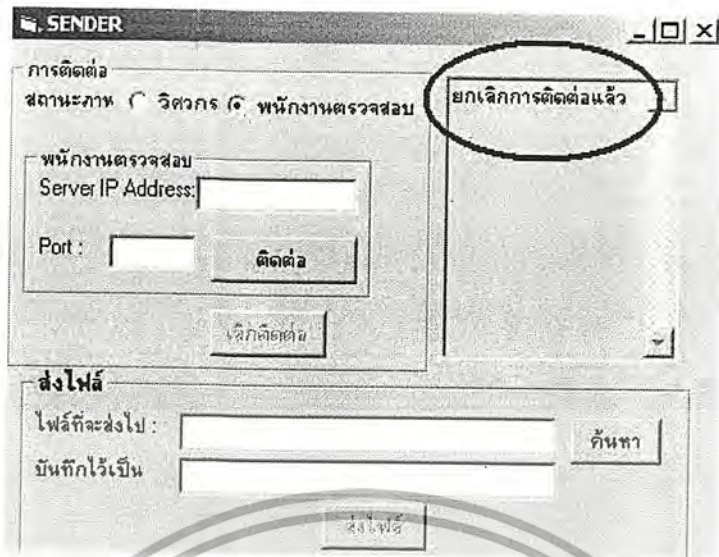 SENDER
การติดต่อ
สถานะภาพ วิศวกร พนักงานตรวจสอบ
ยกเลิกการติดต่อแล้ว
พนักงานตรวจสอบ
Server IP Address:
Port :
ติดต่อ
เลิกติดต่อ
ส่งไฟล์
ไฟล์ที่จะส่งไป :
ค้นหา
บันทึกไว้เป็น
ส่งไฟล์